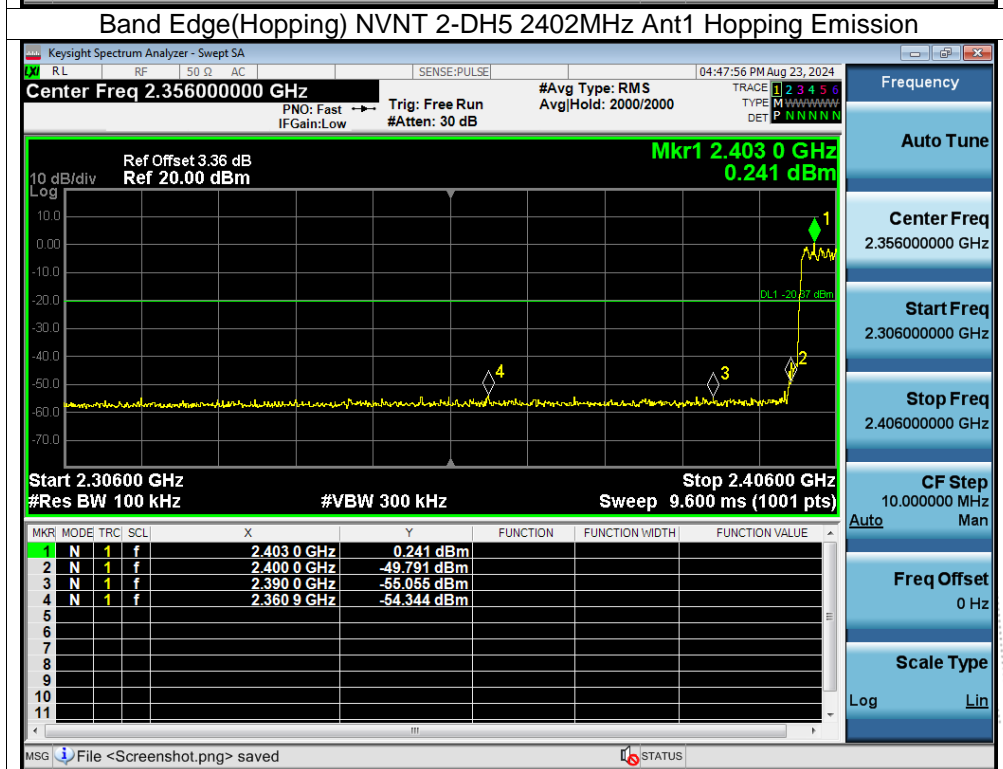 Band Edge(Hopping) NVNT 2-DH5 2402MHz Ant1 Hopping Emission
Keysight Spectrum Analyzer - Swept SA
LXI RL RF 50 Ω AC SENSE:PULSE 04:47:56 PM Aug 23, 2024
Center Freq 2.356000000 GHz #Avg Type: RMS TRACE 1 2 3 4 5 6
PNO: Fast Trig: Free Run Avg|Hold: 2000/2000 TYPE M WWWWW
IFGain:Low #Atten: 30 dB DET P N N N N N
Frequency
Auto Tune
Center Freq
2.356000000 GHz
Start Freq
2.306000000 GHz
Stop Freq
2.406000000 GHz
CF Step
10.000000 MHz
Auto Man
Freq Offset
0 Hz
Scale Type
Log Lin
Ref Offset 3.36 dB Mkr1 2.403 0 GHz
10 dB/div Ref 20.00 dBm 0.241 dBm
Log
10.0
1
0.00
-10.0
-20.0
DL1 -20.37 dBm
-30.0
-40.0
2
-50.0
4
3
-60.0
-70.0
Start 2.30600 GHz Stop 2.40600 GHz
#Res BW 100 kHz #VBW 300 kHz Sweep 9.600 ms (1001 pts)
MKR MODE TRC SCL X Y FUNCTION FUNCTION WIDTH FUNCTION VALUE
1 N 1 f 2.403 0 GHz 0.241 dBm
2 N 1 f 2.400 0 GHz -49.791 dBm
3 N 1 f 2.390 0 GHz -55.055 dBm
4 N 1 f 2.360 9 GHz -54.344 dBm
5
6
7
8
9
10
11
MSG File <Screenshot.png> saved STATUS